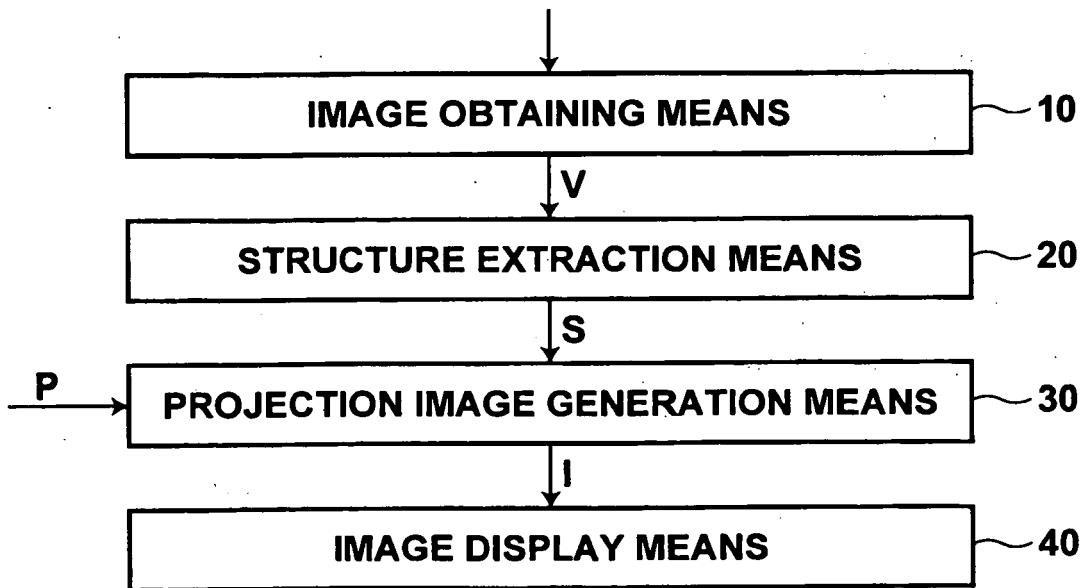 IMAGE OBTAINING MEANS 10
V
STRUCTURE EXTRACTION MEANS 20
S
P PROJECTION IMAGE GENERATION MEANS 30
I
IMAGE DISPLAY MEANS 40